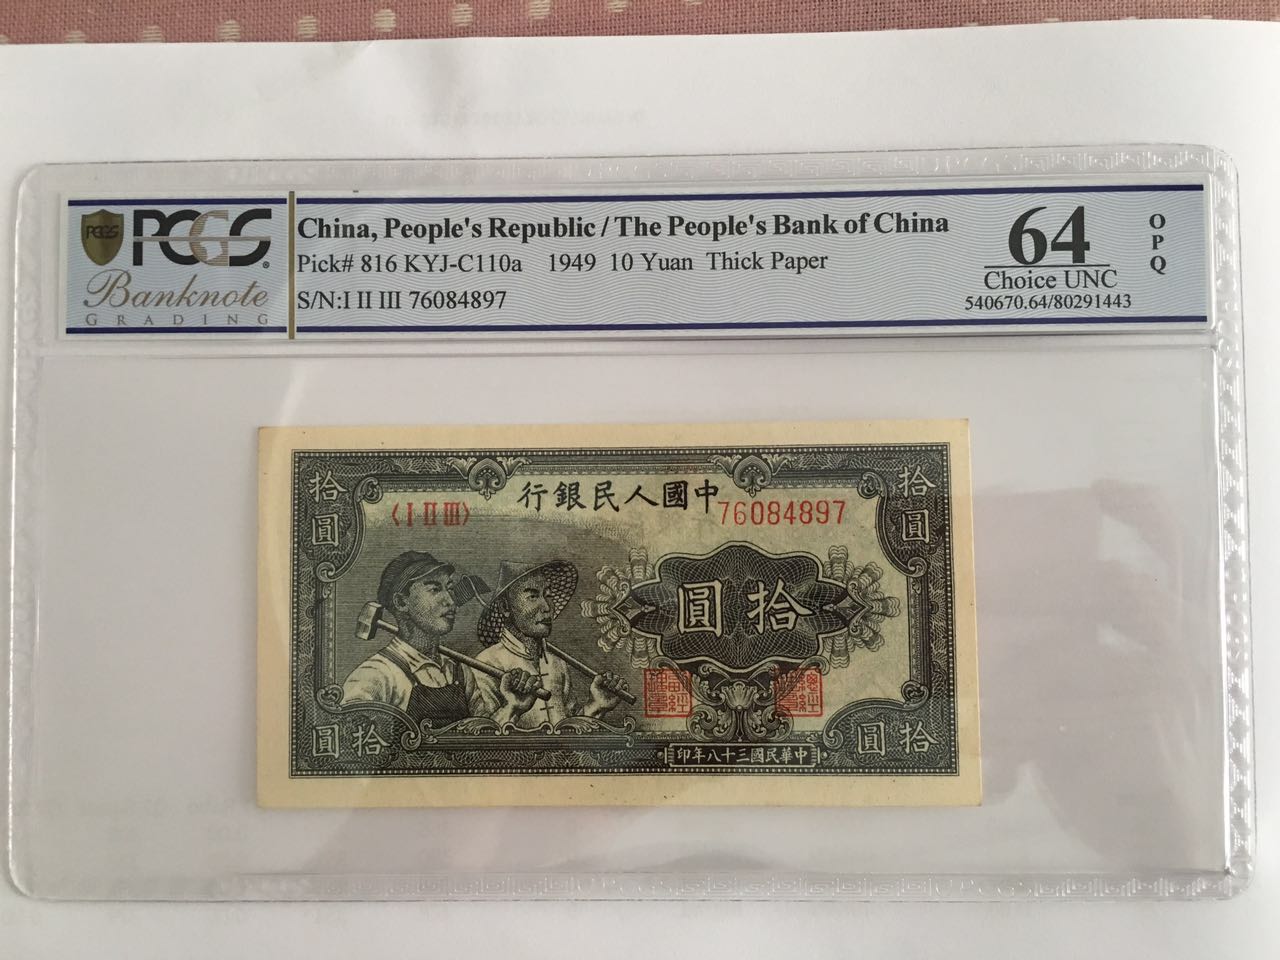 PCGS
PCGS®
Banknote
GRADING
China, People's Republic / The People's Bank of China
Pick# 816 KYJ-C110a 1949 10 Yuan Thick Paper
S/N:I II III 76084897
64
Choice UNC
540670.64/80291443
OPQ
行銀民人國中
〈I II III〉
76084897
拾圓
拾圓
圓拾
圓拾
圓拾
印年八十三國民華中